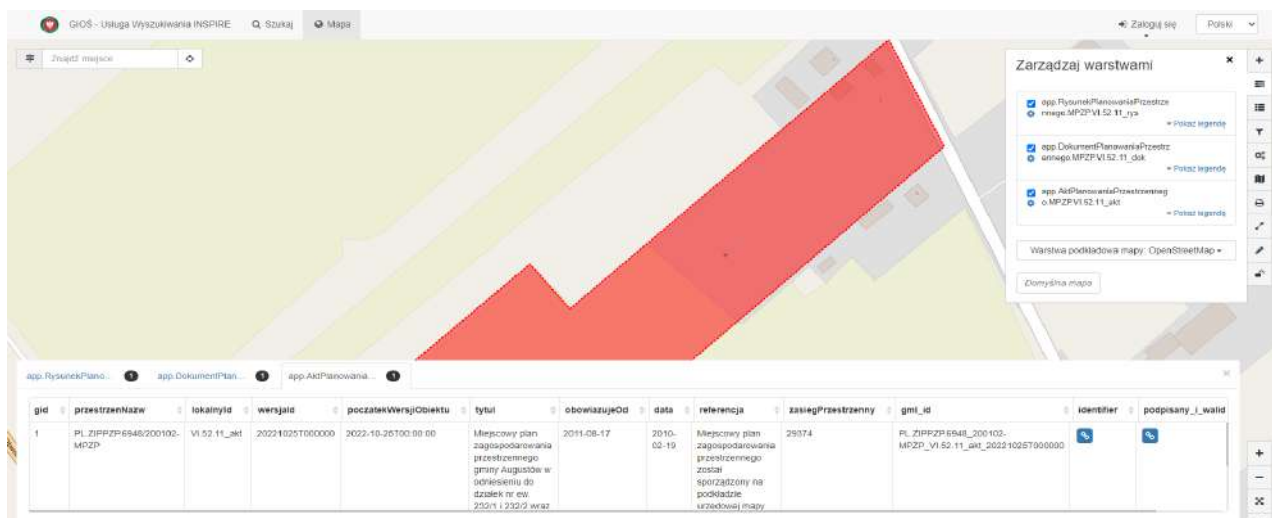 GIOŚ - Usługa Wyszukiwania INSPIRE Szukaj Mapa Zaloguj się Polski
Znajdź miejsce
Zarządzaj warstwami
app.RysunekPlanowaniaPrzestrze
nnego.MPZP.VI.52.11_rys
Pokaż legendę
app.DokumentPlanowaniaPrzestrz
ennego.MPZP.VI.52.11_dok
Pokaż legendę
app.AktPlanowaniaPrzestrzenneg
o.MPZP.VI.52.11_akt
Pokaż legendę
Warstwa podkładowa mapy: OpenStreetMap
Domyślna mapa
app.RysunekPlano... 1 app.DokumentPlan... 1 app.AktPlanowania... 1
gid przestrzenNazw lokalnyId wersjaId poczatekWersjiObiektu tytul obowiazujeOd data referencja zasiegPrzestrzenny gml_id identifier podpisany_i_walid
1 PL.ZIPPZP.6948/200102- VI.52.11_akt 20221025T000000 2022-10-25T00:00:00 Miejscowy plan 2011-08-17 2010- Miejscowy plan 29374 PL.ZIPPZP.6948_200102-
MPZP zagospodarowania 02-19 zagospodarowania MPZP_VI.52.11_akt_20221025T000000
przestrzennego przestrzennego
gminy Augustów w został
odniesieniu do sporządzony na
działek nr ew. podkładzie
232/1 i 232/2 wraz urzędowej mapy